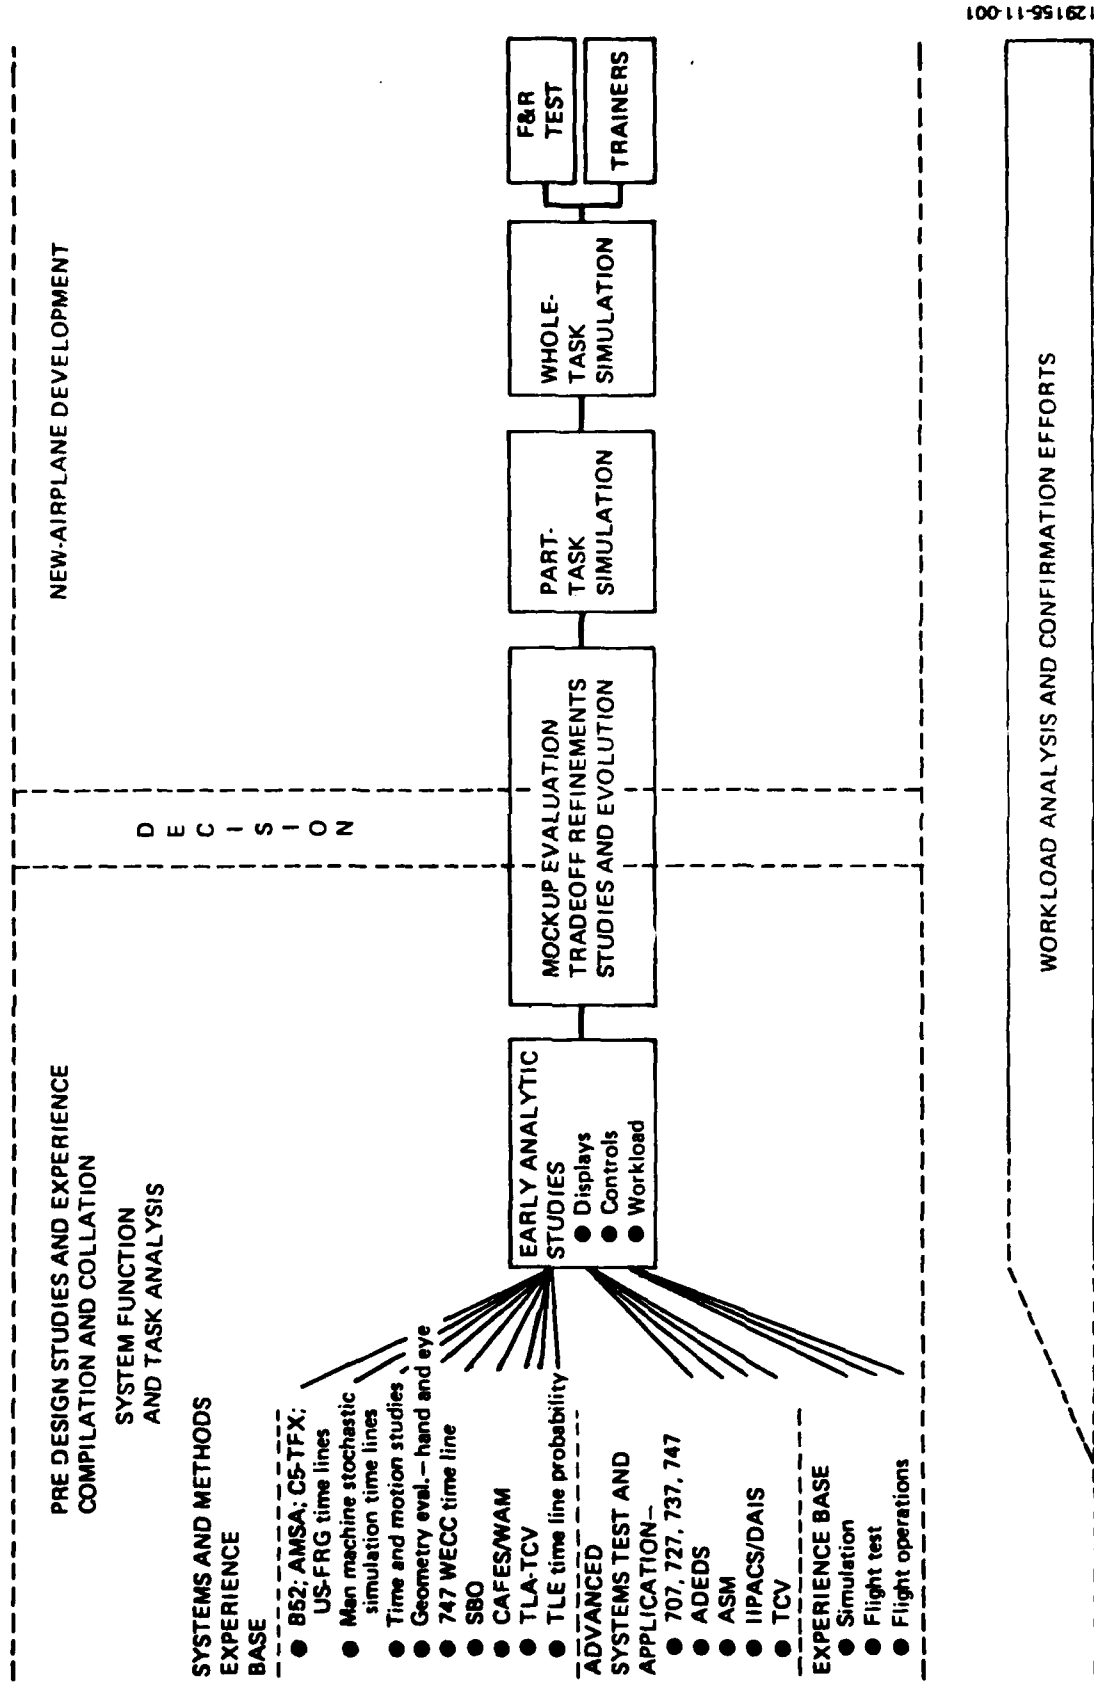 PRE DESIGN STUDIES AND EXPERIENCE
COMPILATION AND COLLATION
SYSTEM FUNCTION
AND TASK ANALYSIS
NEW-AIRPLANE DEVELOPMENT
DECISION
SYSTEMS AND METHODS
EXPERIENCE
BASE
● B52; AMSA; C5-TFX;
US-FRG time lines
● Man machine stochastic
simulation time lines
● Time and motion studies
● Geometry eval.—hand and eye
● 747 WECC time line
● SBO
● CAFES/WAM
● TLA-TCV
● TLE time line probability
ADVANCED
SYSTEMS TEST AND
APPLICATION—
● 707, 727, 737, 747
● ADEDS
● ASM
● IIPACS/DAIS
● TCV
EXPERIENCE BASE
● Simulation
● Flight test
● Flight operations
EARLY ANALYTIC
STUDIES
● Displays
● Controls
● Workload
MOCKUP EVALUATION
TRADEOFF REFINEMENTS
STUDIES AND EVOLUTION
PART-
TASK
SIMULATION
WHOLE-
TASK
SIMULATION
F&R
TEST
TRAINERS
WORKLOAD ANALYSIS AND CONFIRMATION EFFORTS
129155-11-001